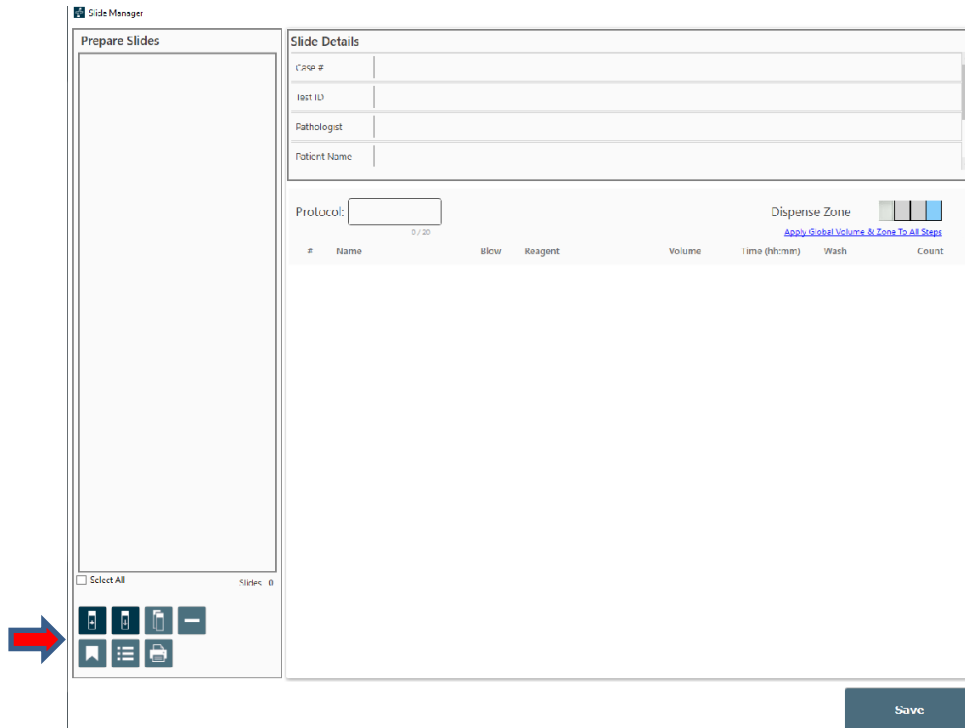 Slide Manager
Prepare Slides
Slide Details
Case #
Test ID
Pathologist
Patient Name
Protocol:
0 / 20
Dispense Zone
Apply Global Volume & Zone To All Steps
# Name Blow Reagent Volume Time (hh:mm) Wash Count
Select All
Slides 0
Save